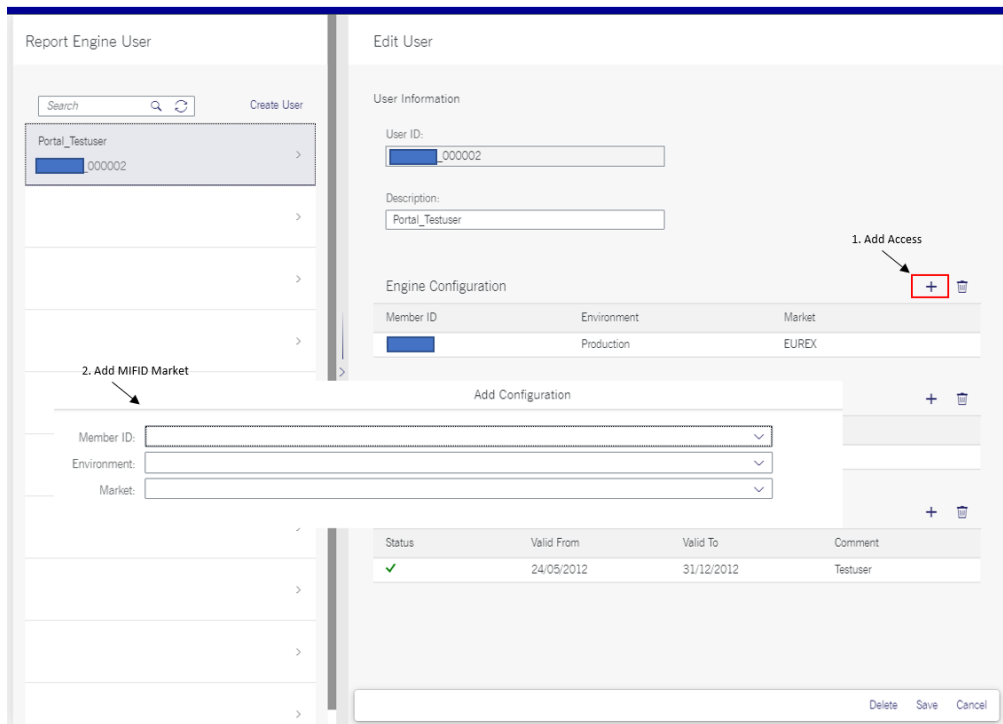 Report Engine User
Edit User
Search
Create User
User Information
Portal_Testuser
_000002
User ID:
_000002
Description:
Portal_Testuser
1. Add Access
Engine Configuration
Member ID Environment Market
Production EUREX
2. Add MIFID Market
Add Configuration
Member ID:
Environment:
Market:
Status Valid From Valid To Comment
24/05/2012 31/12/2012 Testuser
Delete Save Cancel